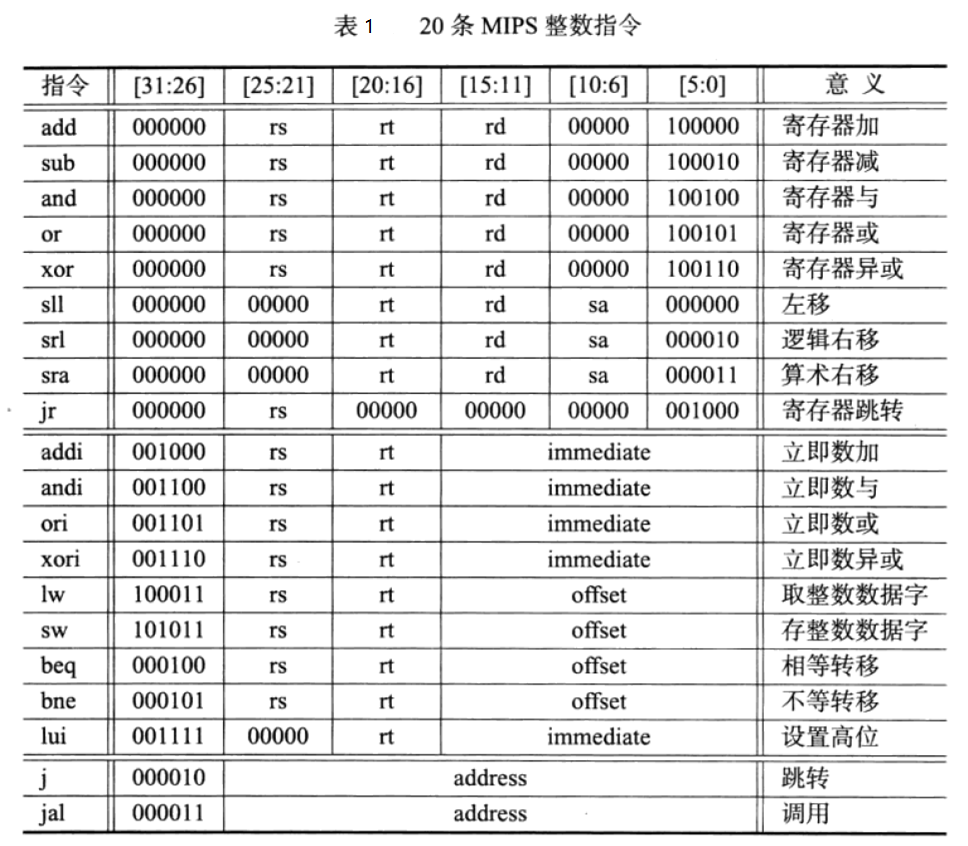 表 1 20 条 MIPS 整数指令
指令 [31:26] [25:21] [20:16] [15:11] [10:6] [5:0] 意 义
add 000000 rs rt rd 00000 100000 寄存器加
sub 000000 rs rt rd 00000 100010 寄存器减
and 000000 rs rt rd 00000 100100 寄存器与
or 000000 rs rt rd 00000 100101 寄存器或
xor 000000 rs rt rd 00000 100110 寄存器异或
sll 000000 00000 rt rd sa 000000 左移
srl 000000 00000 rt rd sa 000010 逻辑右移
sra 000000 00000 rt rd sa 000011 算术右移
jr 000000 rs 00000 00000 00000 001000 寄存器跳转
addi 001000 rs rt immediate 立即数加
andi 001100 rs rt immediate 立即数与
ori 001101 rs rt immediate 立即数或
xori 001110 rs rt immediate 立即数异或
lw 100011 rs rt offset 取整数数据字
sw 101011 rs rt offset 存整数数据字
beq 000100 rs rt offset 相等转移
bne 000101 rs rt offset 不等转移
lui 001111 00000 rt immediate 设置高位
j 000010 address 跳转
jal 000011 address 调用